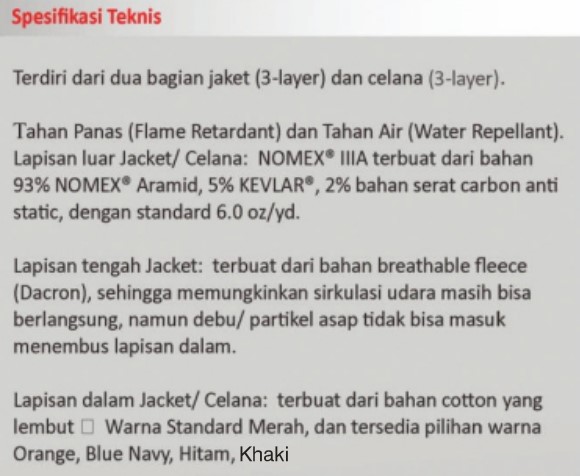 Spesifikasi Teknis
Terdiri dari dua bagian jaket (3-layer) dan celana (3-layer).
Tahan Panas (Flame Retardant) dan Tahan Air (Water Repellant).
Lapisan luar Jacket/ Celana: NOMEX® IIIA terbuat dari bahan
93% NOMEX® Aramid, 5% KEVLAR®, 2% bahan serat carbon anti
static, dengan standard 6.0 oz/yd.
Lapisan tengah Jacket: terbuat dari bahan breathable fleece
(Dacron), sehingga memungkinkan sirkulasi udara masih bisa
berlangsung, namun debu/ partikel asap tidak bisa masuk
menembus lapisan dalam.
Lapisan dalam Jacket/ Celana: terbuat dari bahan cotton yang
lembut □ Warna Standard Merah, dan tersedia pilihan warna
Orange, Blue Navy, Hitam, Khaki